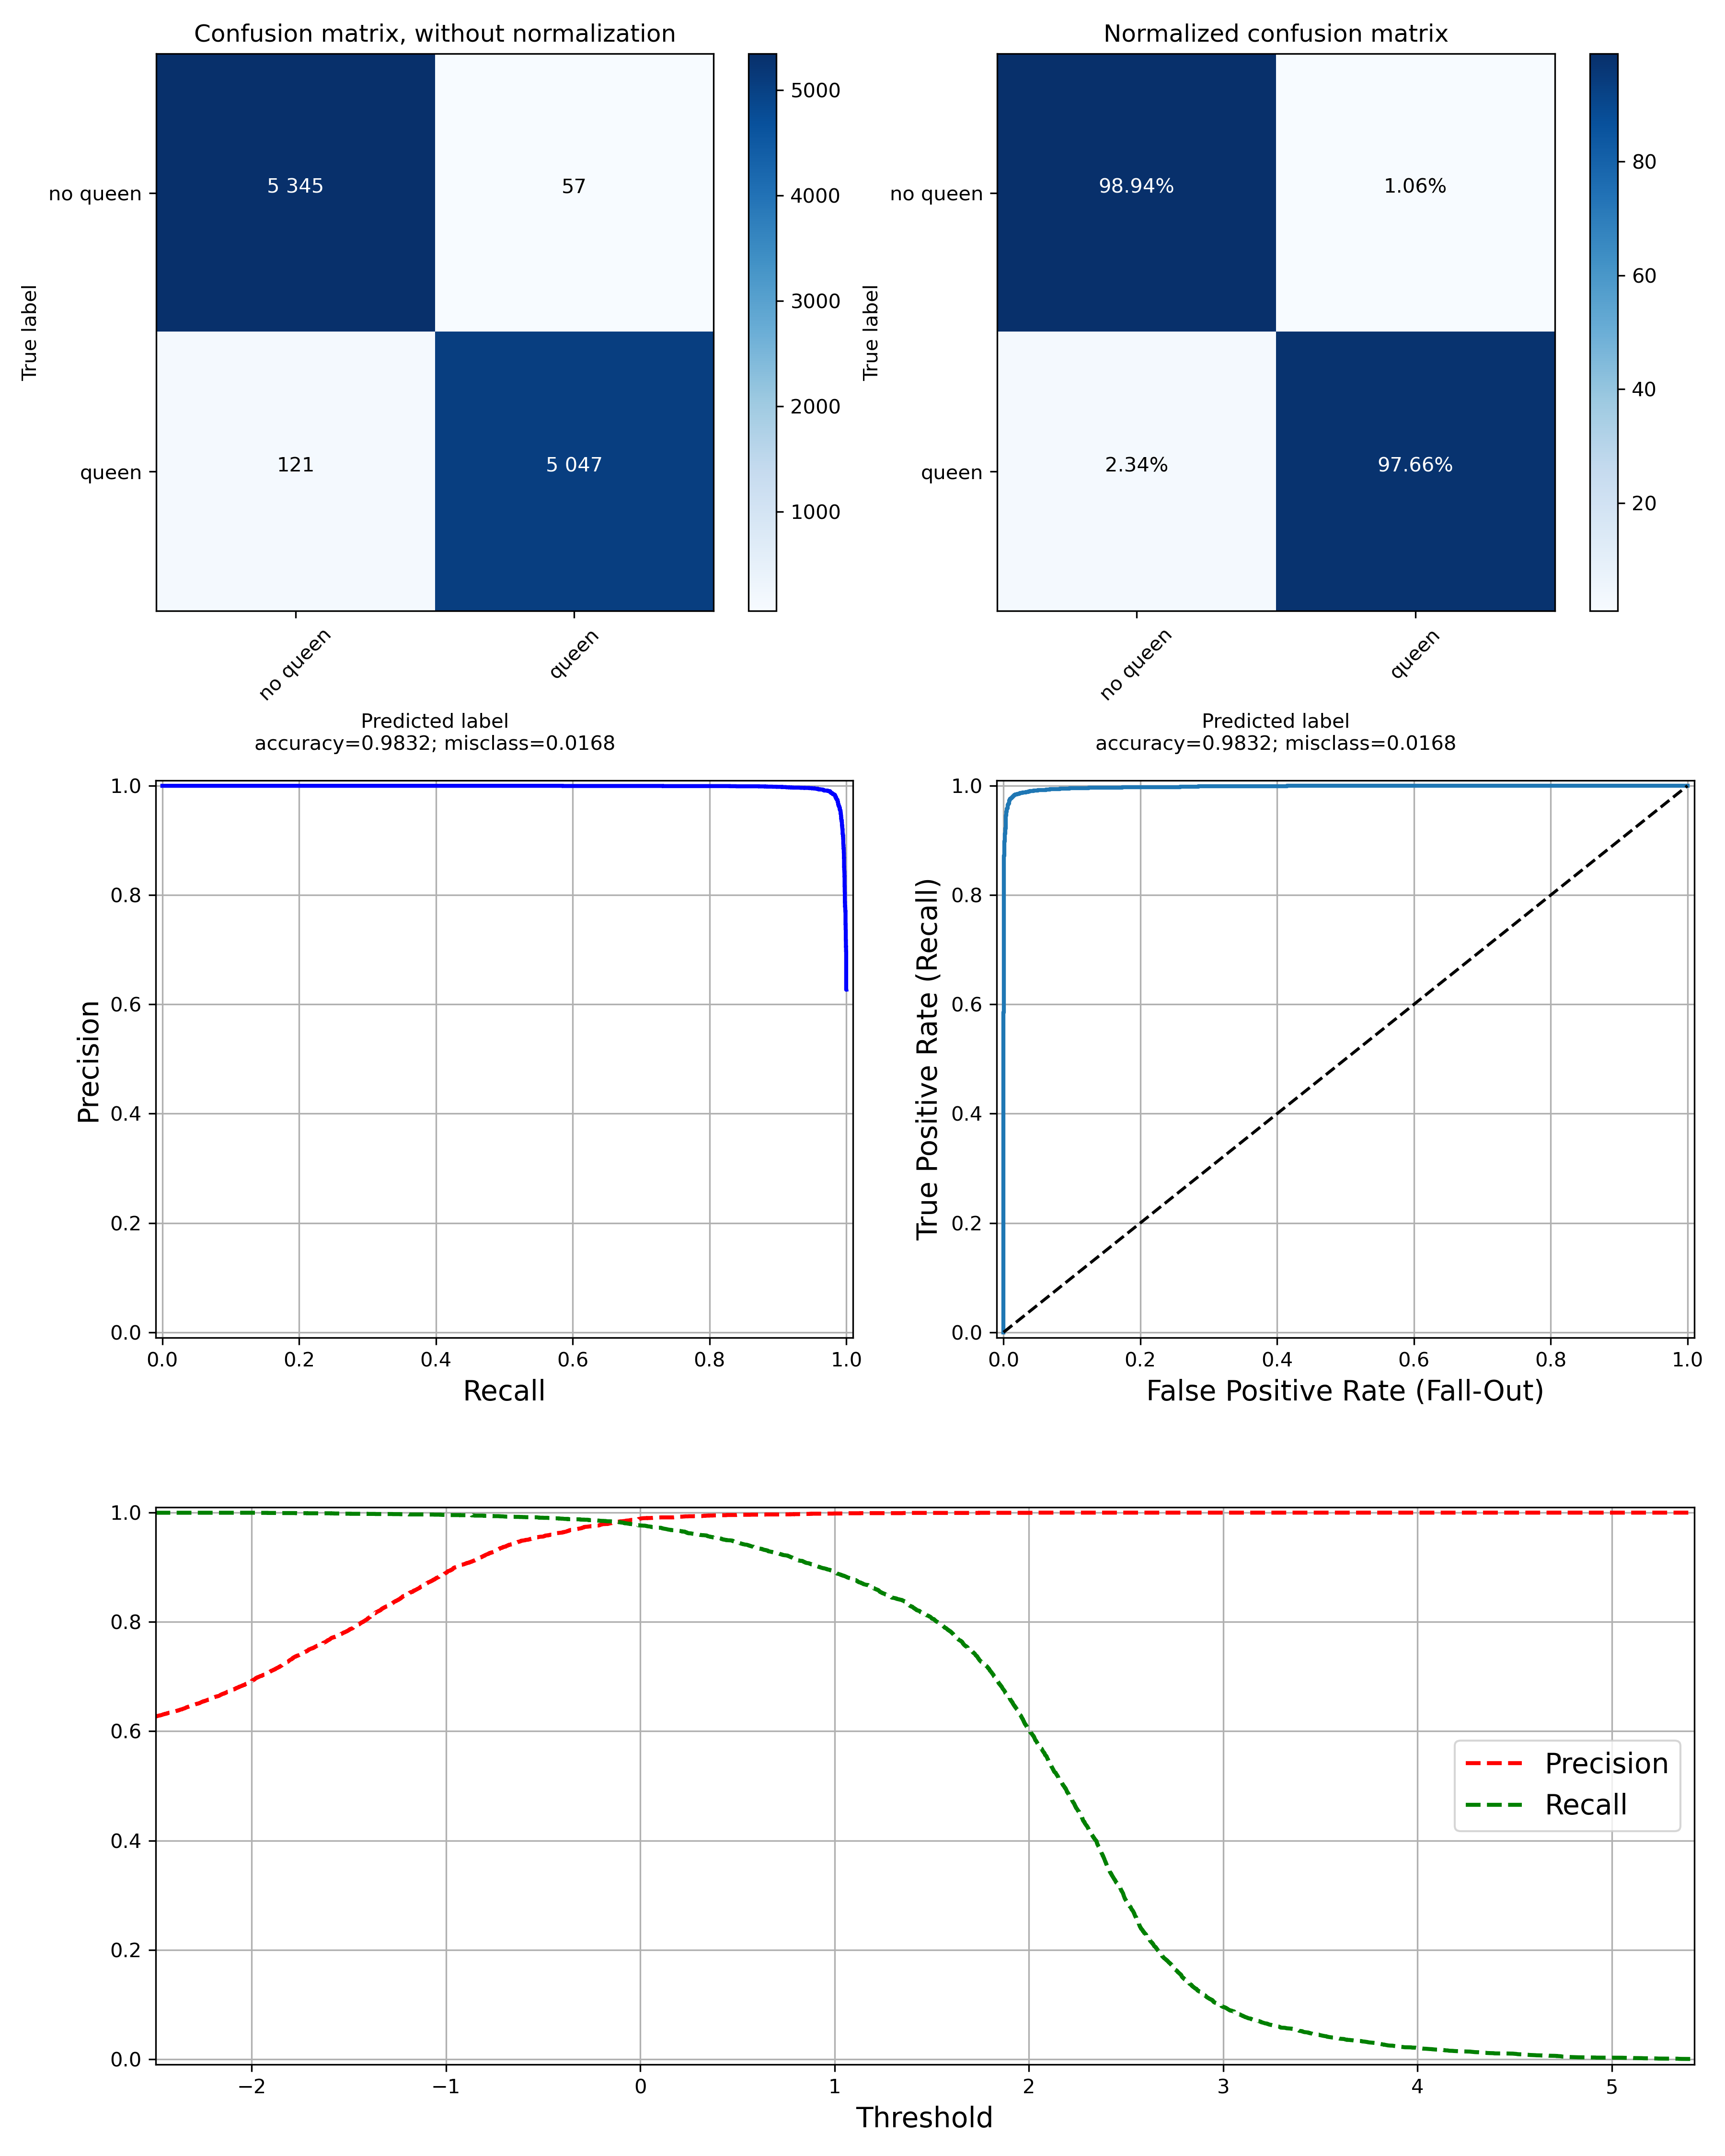 Confusion matrix, without normalization
True label
no queen
queen
5 345
57
121
5 047
5000
4000
3000
2000
1000
no queen
queen
Predicted label
accuracy=0.9832; misclass=0.0168
Normalized confusion matrix
True label
no queen
queen
98.94%
1.06%
2.34%
97.66%
80
60
40
20
no queen
queen
Predicted label
accuracy=0.9832; misclass=0.0168
Precision
1.0
0.8
0.6
0.4
0.2
0.0
0.0 0.2 0.4 0.6 0.8 1.0
Recall
True Positive Rate (Recall)
1.0
0.8
0.6
0.4
0.2
0.0
0.0 0.2 0.4 0.6 0.8 1.0
False Positive Rate (Fall-Out)
1.0
0.8
0.6
0.4
0.2
0.0
Precision
Recall
−2 −1 0 1 2 3 4 5
Threshold